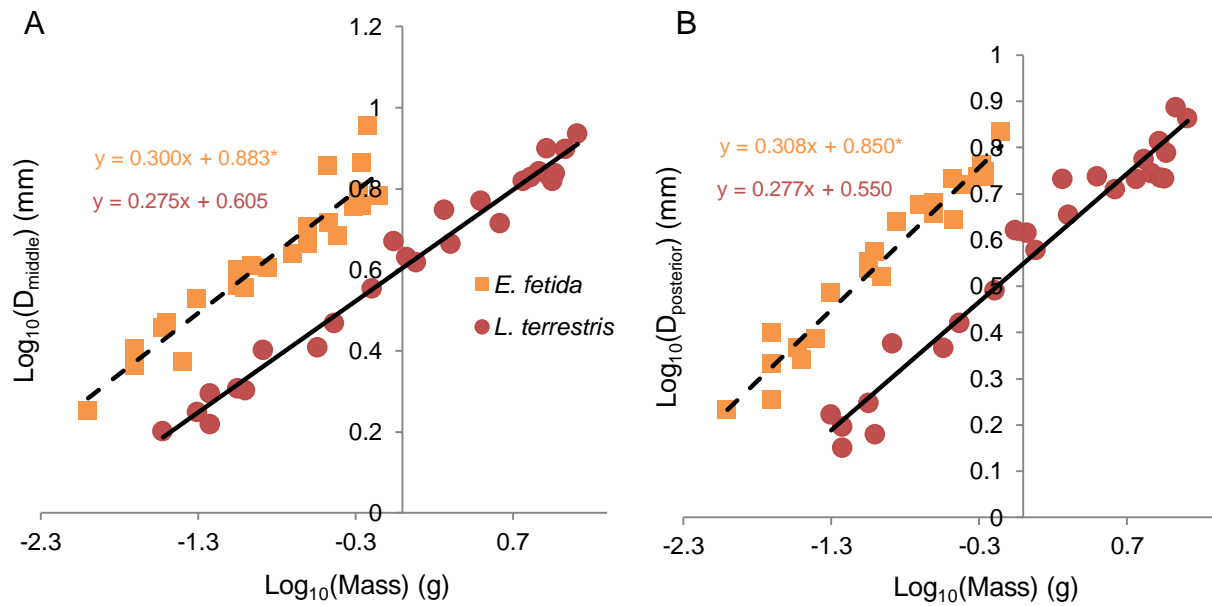 A
Log10(Dmiddle) (mm)
1.2
1
0.8
0.6
0.4
0.2
0
y = 0.300x + 0.883*
y = 0.275x + 0.605
E. fetida
L. terrestris
-2.3 -1.3 -0.3 0.7
Log10(Mass) (g)
B
Log10(Dposterior) (mm)
1
0.9
0.8
0.7
0.6
0.5
0.4
0.3
0.2
0.1
0
y = 0.308x + 0.850*
y = 0.277x + 0.550
-2.3 -1.3 -0.3 0.7
Log10(Mass) (g)